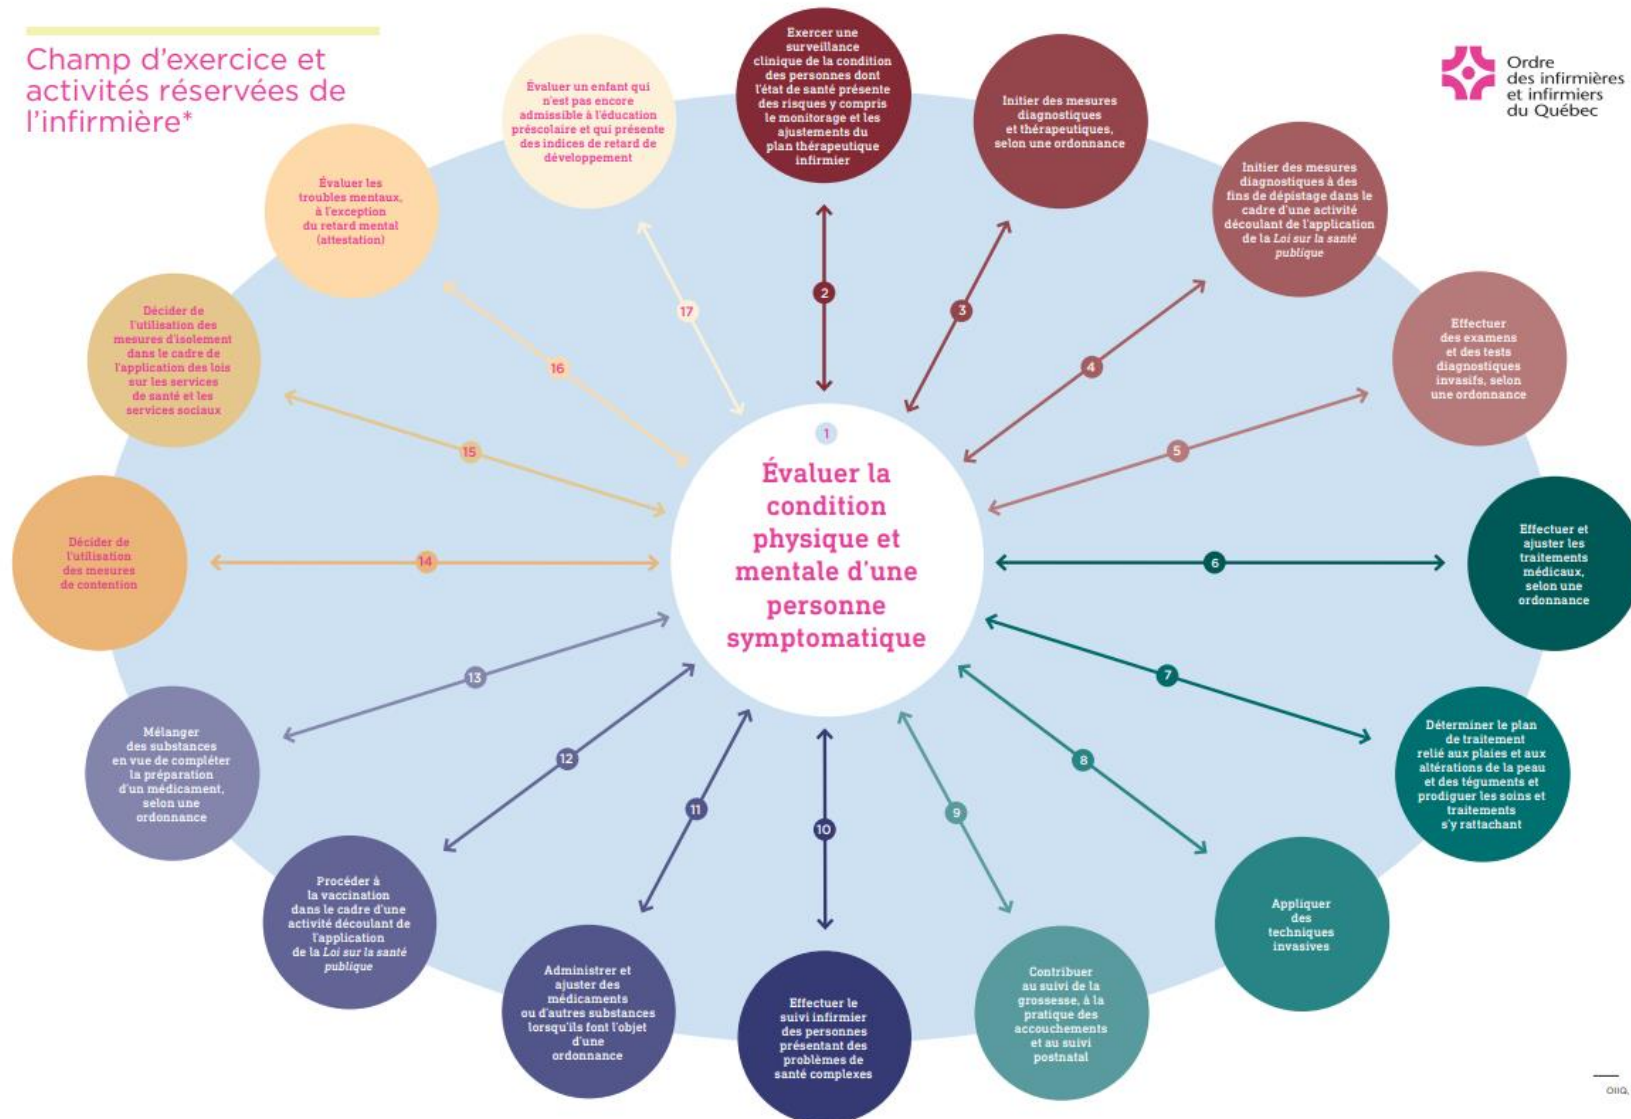 Champ d'exercice et
activités réservées de
l'infirmière*
Ordre
des infirmières
et infirmiers
du Québec
1
Évaluer la
condition
physique et
mentale d'une
personne
symptomatique
2
Exercer une
surveillance
clinique de la condition
des personnes dont
l'état de santé présente
des risques y compris
le monitorage et les
ajustements du
plan thérapeutique
infirmier
3
Initier des mesures
diagnostiques
et thérapeutiques,
selon une ordonnance
4
Initier des mesures
diagnostiques à des
fins de dépistage dans le
cadre d'une activité
découlant de l'application
de la Loi sur la santé
publique
5
Effectuer
des examens
et des tests
diagnostiques
invasifs, selon
une ordonnance
6
Effectuer et
ajuster les
traitements
médicaux,
selon une
ordonnance
7
Déterminer le plan
de traitement
relié aux plaies et aux
altérations de la peau
et des téguments et
prodiguer les soins et
traitements
s'y rattachant
8
Appliquer
des
techniques
invasives
9
Contribuer
au suivi de la
grossesse, à la
pratique des
accouchements
et au suivi
postnatal
10
Effectuer le
suivi infirmier
des personnes
présentant des
problèmes de
santé complexes
11
Administrer et
ajuster des
médicaments
ou d'autres substances
lorsqu'ils font l'objet
d'une
ordonnance
12
Procéder à
la vaccination
dans le cadre d'une
activité découlant de
l'application
de la Loi sur la santé
publique
13
Mélanger
des substances
en vue de compléter
la préparation
d'un médicament,
selon une
ordonnance
14
Décider de
l'utilisation
des mesures
de contention
15
Décider de
l'utilisation des
mesures d'isolement
dans le cadre de
l'application des lois
sur les services
de santé et les
services sociaux
16
Évaluer les
troubles mentaux,
à l'exception
du retard mental
(attestation)
17
Évaluer un enfant qui
n'est pas encore
admissible à l'éducation
préscolaire et qui présente
des indices de retard de
développement
OIIQ,